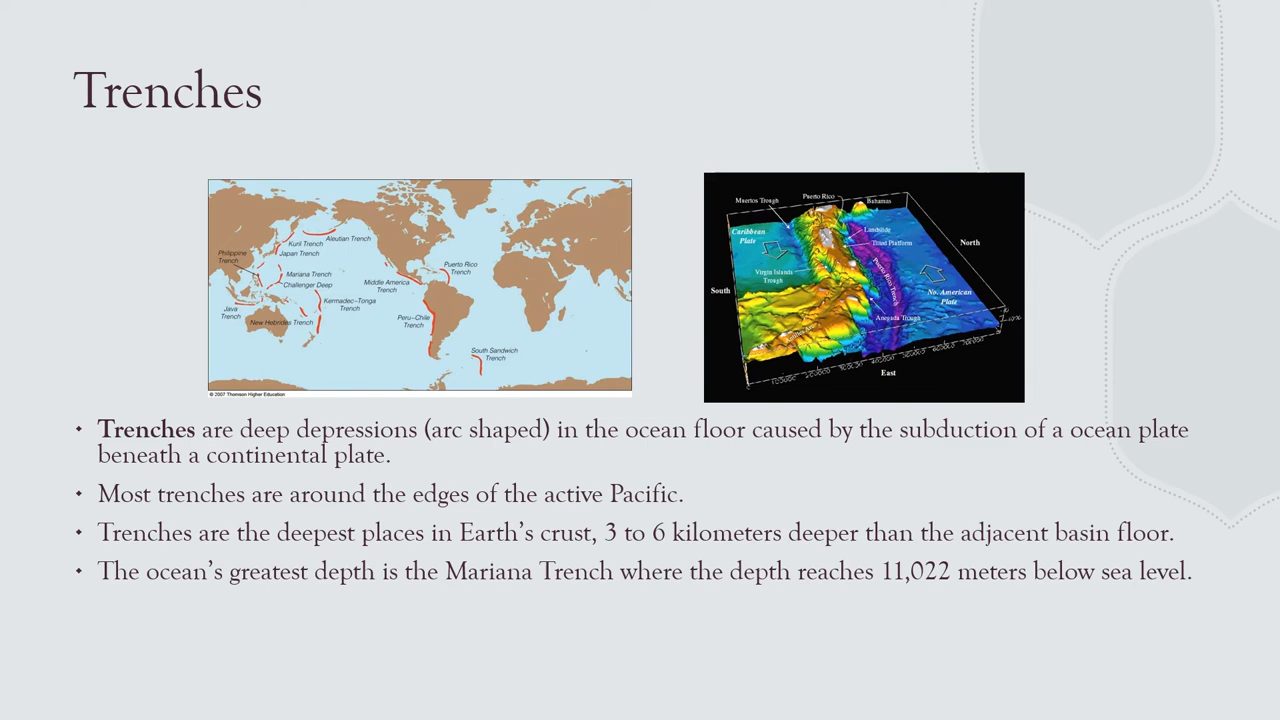 Trenches
Aleutian Trench
Kuril Trench
Japan Trench
Philippine
Trench
Mariana Trench
Challenger Deep
Puerto Rico
Trench
Middle America
Trench
Kermadec–Tonga
Trench
Java
Trench
New Hebrides Trench
Peru–Chile
Trench
South Sandwich
Trench
© 2007 Thomson Higher Education
Muertos Trough
Puerto Rico
Bahamas
Caribbean
Plate
Landslide
Tilted Platform
North
Virgin Islands
Trough
Puerto Rico Trench
South
No. American
Plate
Anegada Trough
East
• Trenches are deep depressions (arc shaped) in the ocean floor caused by the subduction of a ocean plate
beneath a continental plate.
• Most trenches are around the edges of the active Pacific.
• Trenches are the deepest places in Earth's crust, 3 to 6 kilometers deeper than the adjacent basin floor.
• The ocean's greatest depth is the Mariana Trench where the depth reaches 11,022 meters below sea level.